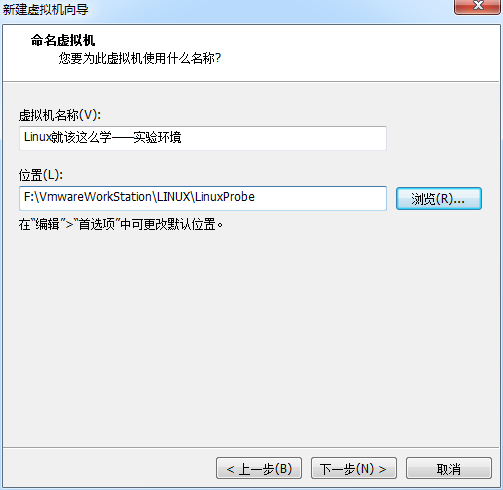 新建虚拟机向导
命名虚拟机
您要为此虚拟机使用什么名称?
虚拟机名称(V):
Linux就该这么学——实验环境
位置(L):
F:\VmwareWorkStation\LINUX\LinuxProbe
浏览(R)...
在“编辑”>“首选项”中可更改默认位置。
< 上一步(B)
下一步(N) >
取消